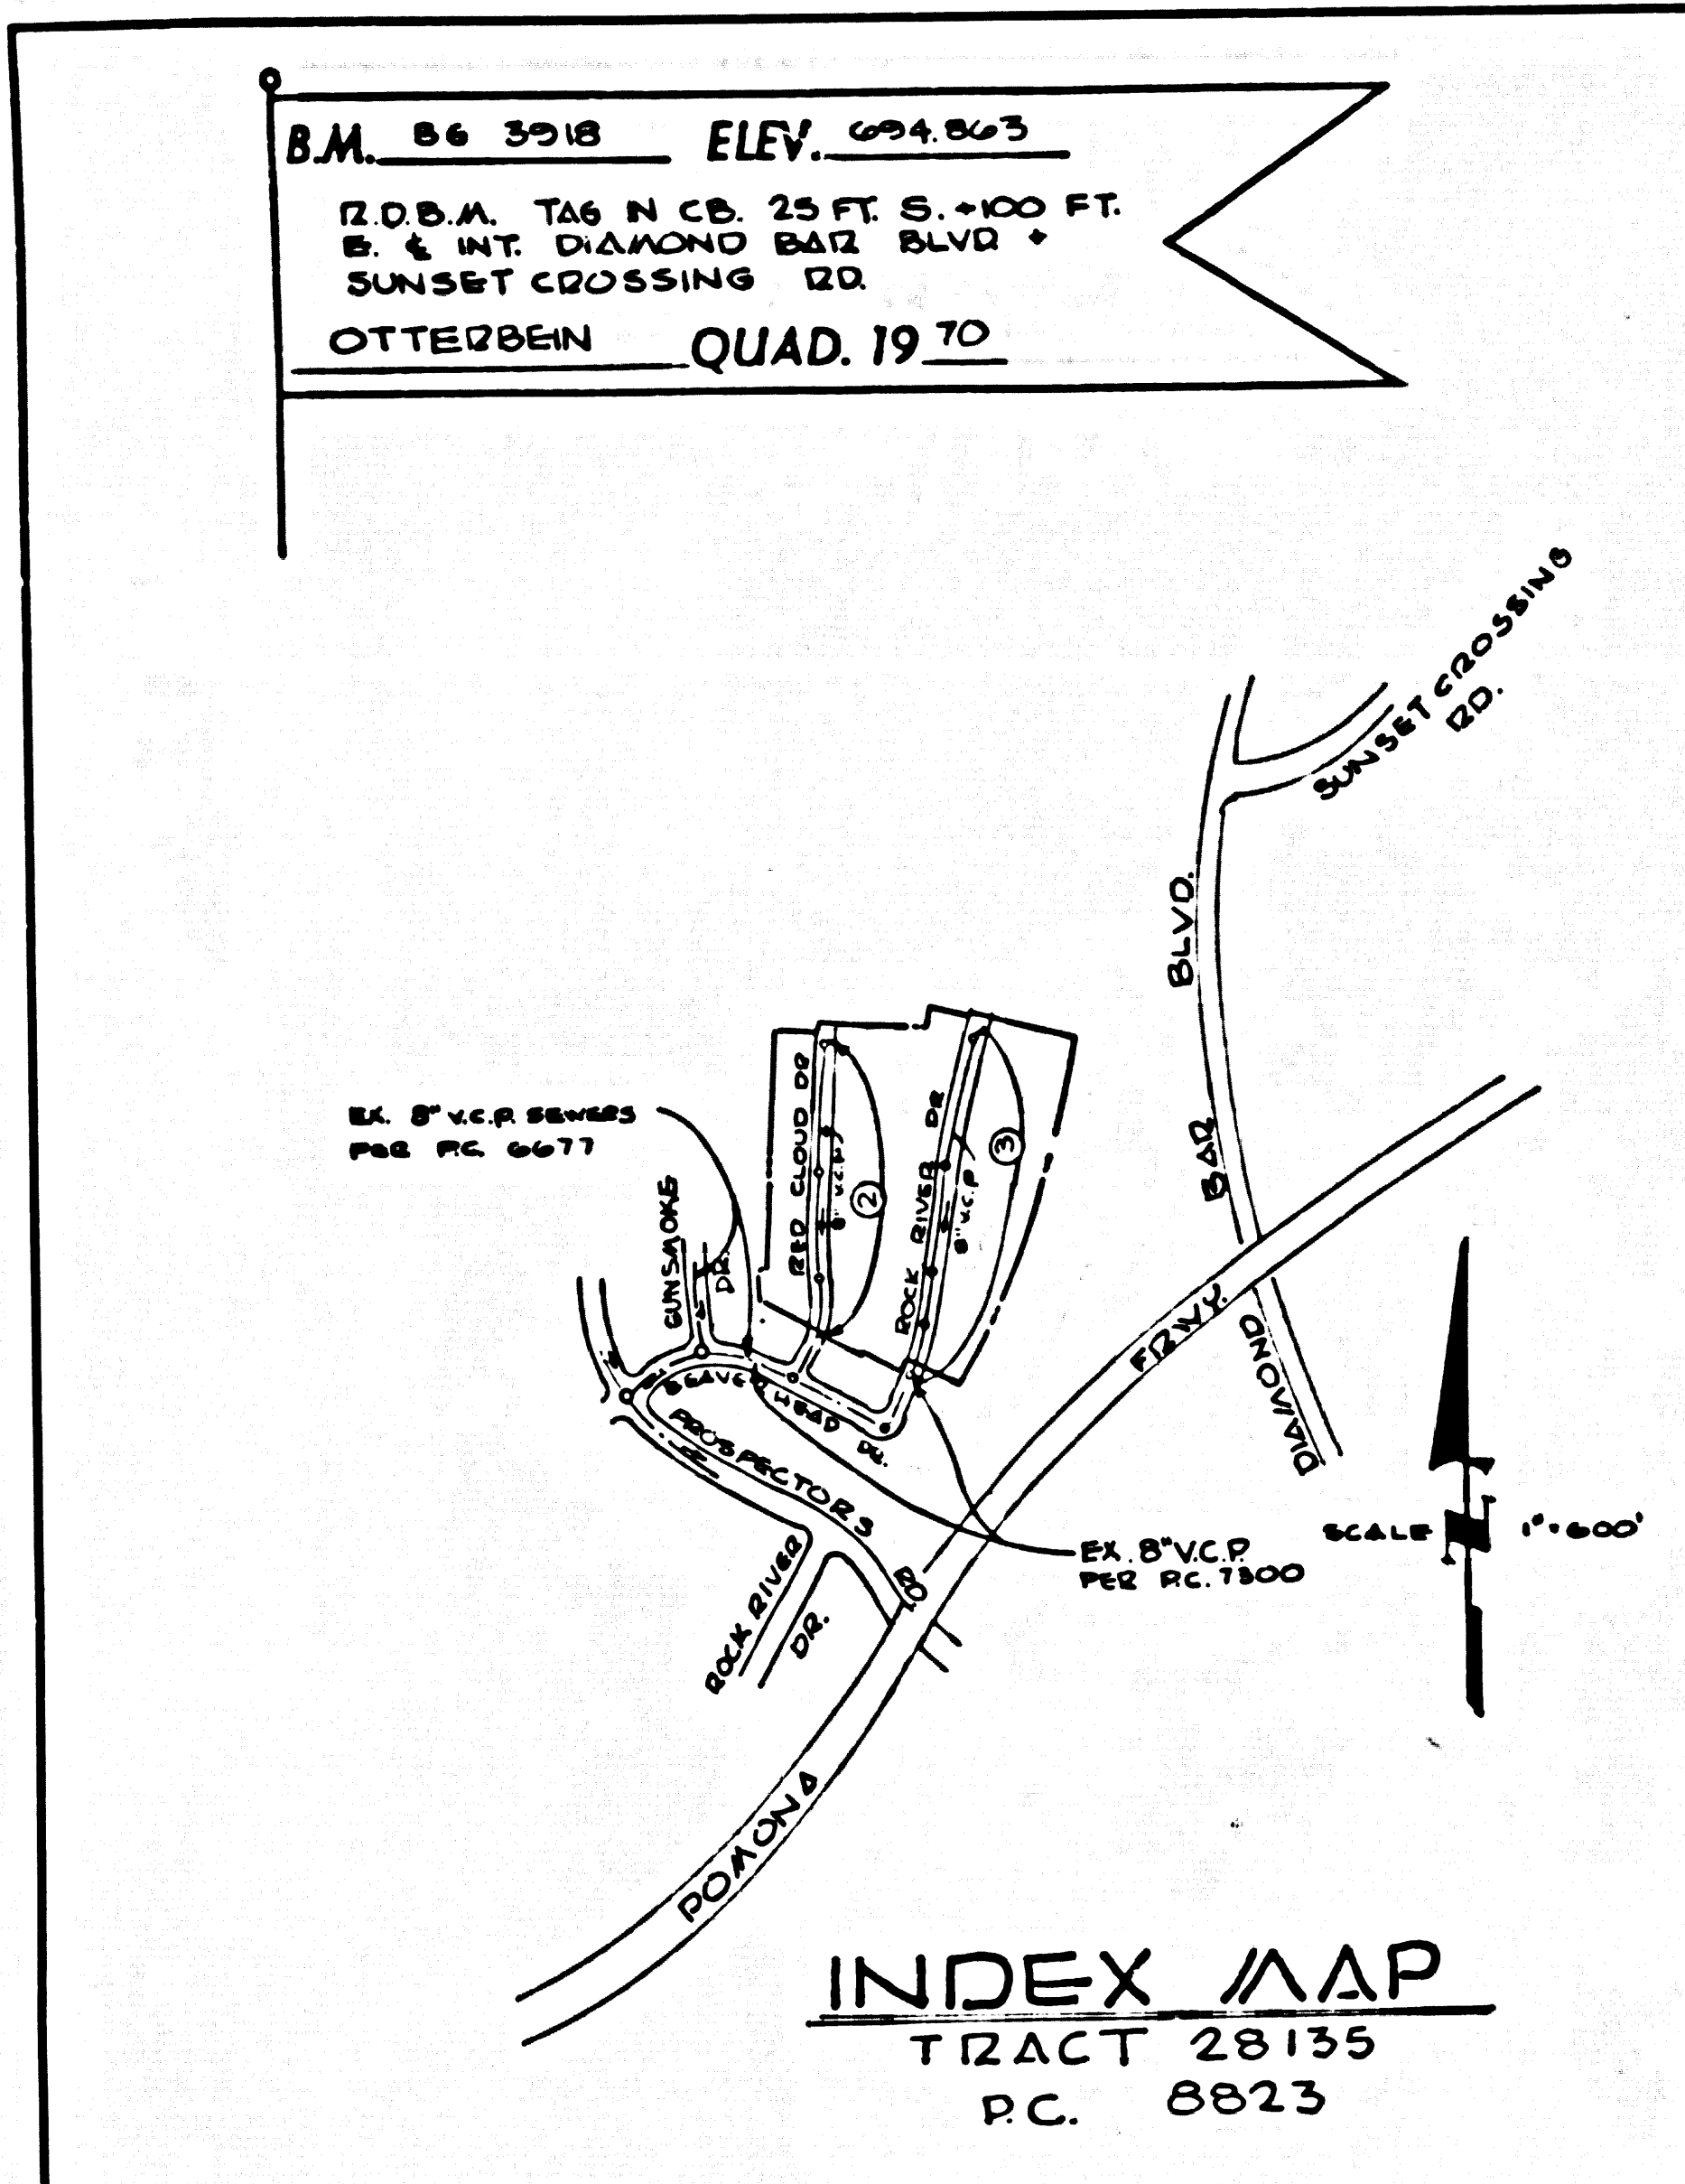 B.M. BG 3918 ELEV. 694.863
R.D.B.M. TAG IN CB. 25 FT. S. + 100 FT.
E. ℄ INT. DIAMOND BAR BLVD +
SUNSET CROSSING RD.
OTTERBEIN QUAD. 19 70
SUNSET CROSSING
RD.
BLVD.
BAR
DIAMOND
EX. 8" V.C.P. SEWERS
PER P.C. 6677
GUNSMOKE
DR.
RED CLOUD DR
8" V.C.P
2
ROCK RIVER DR
8" V.C.P
3
BEAVER HEAD DR.
PROSPECTORS
RD
ROCK RIVER
DR.
POMONA
FRWY.
EX. 8" V.C.P.
PER P.C. 7300
SCALE 1"=600'
INDEX MAP
TRACT 28135
P.C. 8823